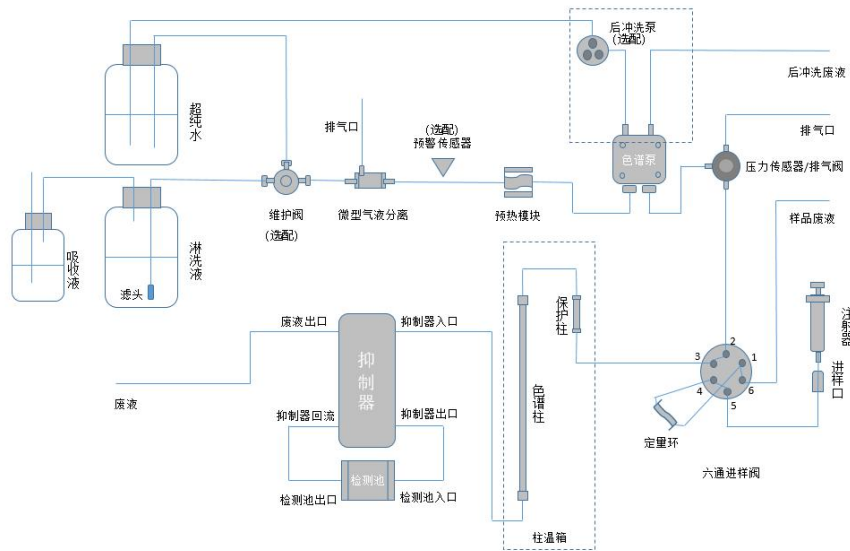 后冲洗泵
(选配)
后冲洗废液
超纯水
排气口
排气口
(选配)
预警传感器
色谱泵
压力传感器/排气阀
维护阀
(选配)
微型气液分离
预热模块
样品废液
吸收液
淋洗液
滤头
废液出口
抑制器入口
保护柱
注射器
2
3
1
抑制器
进样口
4
6
5
废液
色谱柱
抑制器回流
抑制器出口
定量环
六通进样阀
检测池
检测池出口
检测池入口
柱温箱